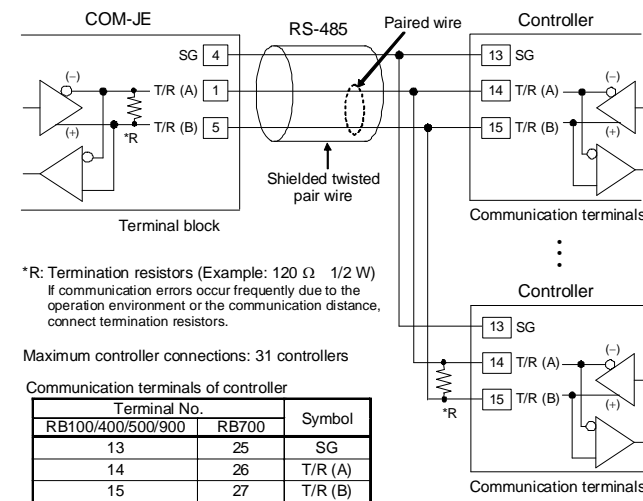 COM-JE
RS-485
Paired wire
Controller
SG 4
13 SG
(−)
T/R (A) 1
14 T/R (A)
(−)
(+)
*R
T/R (B) 5
15 T/R (B)
(+)
Shielded twisted
pair wire
Terminal block
Communication terminals
*R: Termination resistors (Example: 120 Ω 1/2 W)
If communication errors occur frequently due to the
operation environment or the communication distance,
connect termination resistors.
Controller
13 SG
Maximum controller connections: 31 controllers
14 T/R (A)
(−)
*R
15 T/R (B)
(+)
Communication terminals of controller
Terminal No. Symbol
RB100/400/500/900 RB700
13 25 SG
14 26 T/R (A)
15 27 T/R (B)
Communication terminals